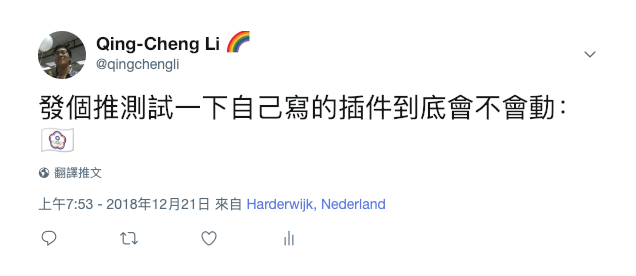 Qing-Cheng Li 🌈
@qingchengli
發個推測試一下自己寫的插件到底會不會動：
翻譯推文
上午7:53 - 2018年12月21日 來自 Harderwijk, Nederland